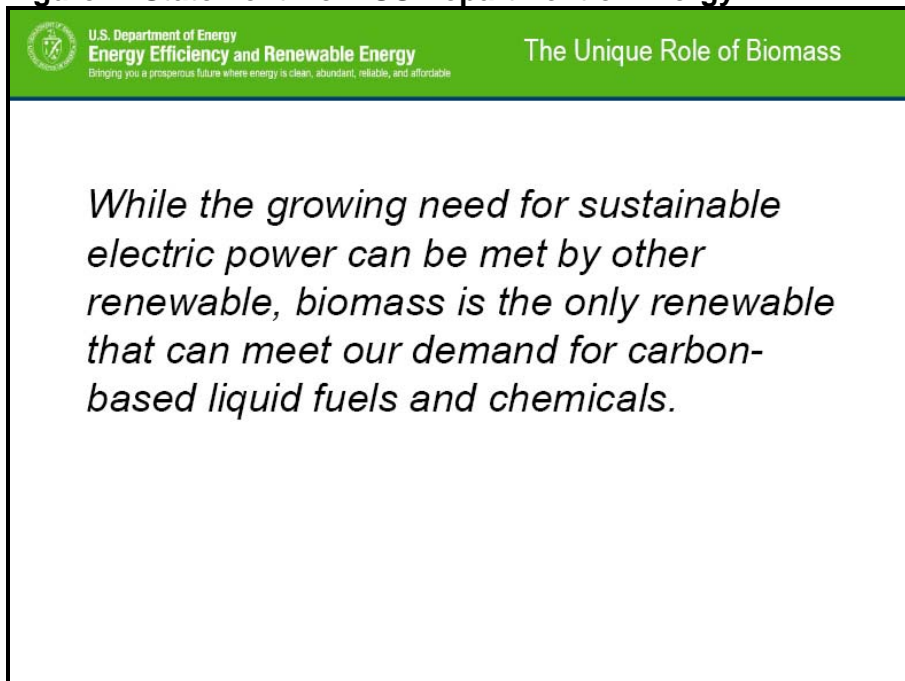 U.S. Department of Energy
Energy Efficiency and Renewable Energy
Bringing you a prosperous future where energy is clean, abundant, reliable, and affordable
The Unique Role of Biomass
While the growing need for sustainable
electric power can be met by other
renewable, biomass is the only renewable
that can meet our demand for carbon-
based liquid fuels and chemicals.